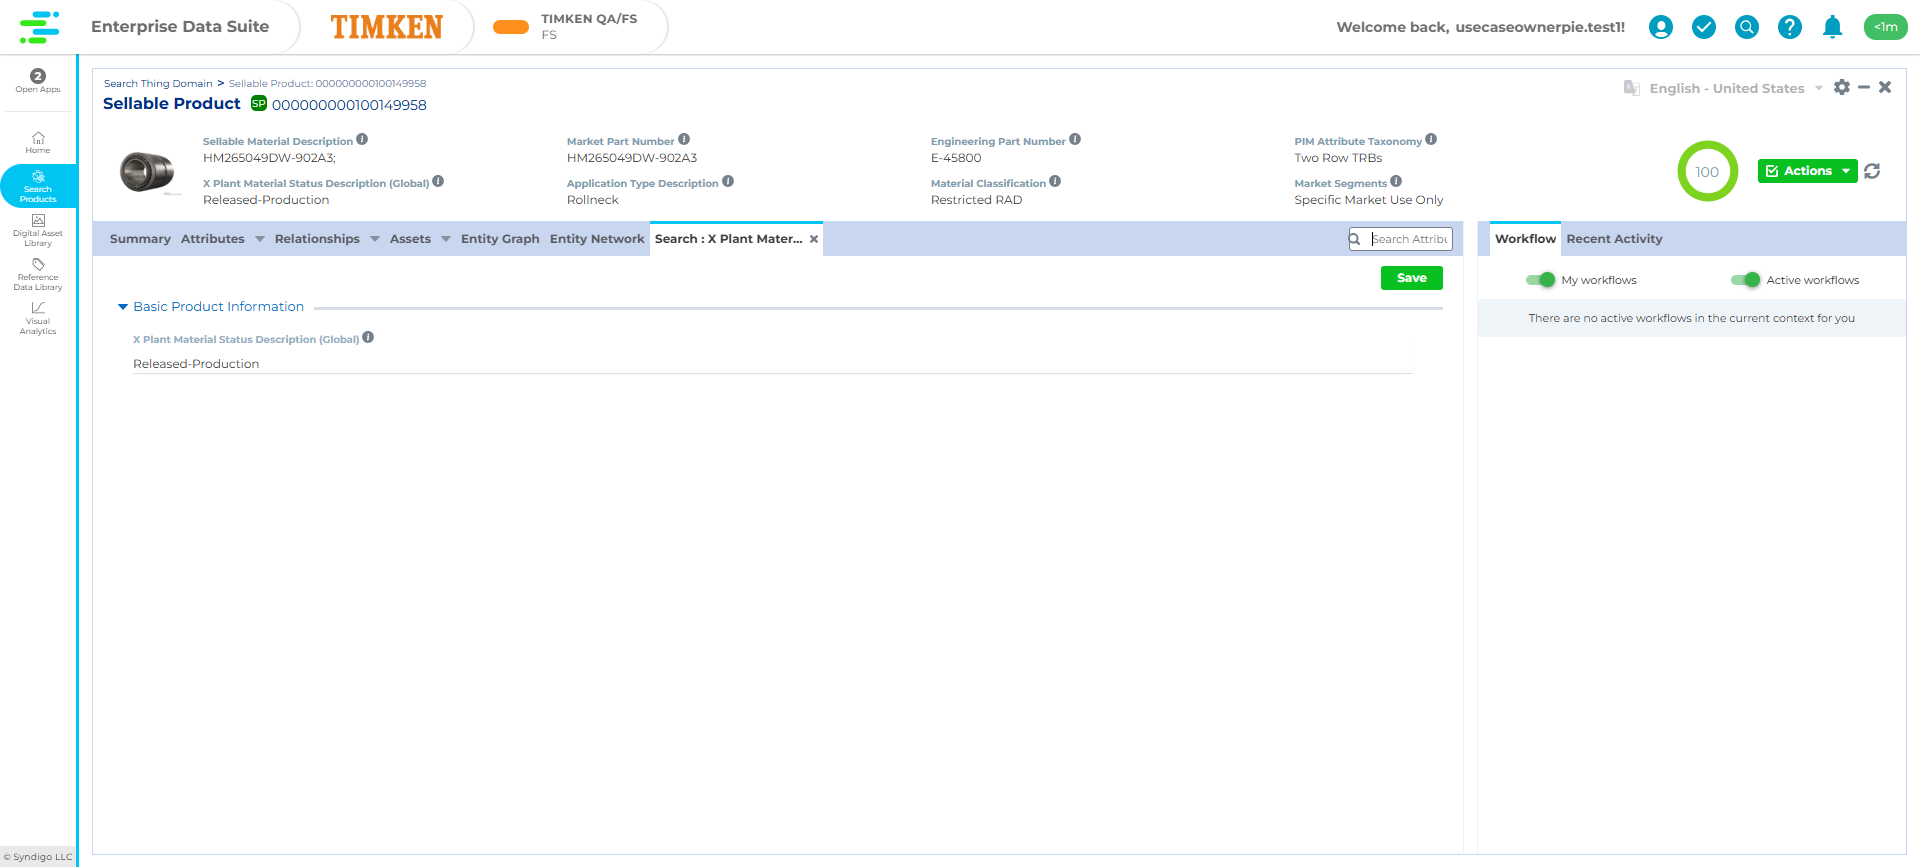 Enterprise Data Suite
TIMKEN
TIMKEN QA/FS
FS
Welcome back, usecaseownerpie.test1!
<1m
2
Open Apps
Home
Search
Products
Digital Asset
Library
Reference
Data Library
Visual
Analytics
© Syndigo LLC
Search Thing Domain > Sellable Product: 000000000100149958
Sellable Product SP 000000000100149958
English - United States
Sellable Material Description
HM265049DW-902A3;
Market Part Number
HM265049DW-902A3
Engineering Part Number
E-45800
PIM Attribute Taxonomy
Two Row TRBs
X Plant Material Status Description (Global)
Released-Production
Application Type Description
Rollneck
Material Classification
Restricted RAD
Market Segments
Specific Market Use Only
100
Actions
Summary Attributes Relationships Assets Entity Graph Entity Network Search : X Plant Mater...
Search Attribu
Save
Basic Product Information
X Plant Material Status Description (Global)
Released-Production
Workflow Recent Activity
My workflows Active workflows
There are no active workflows in the current context for you